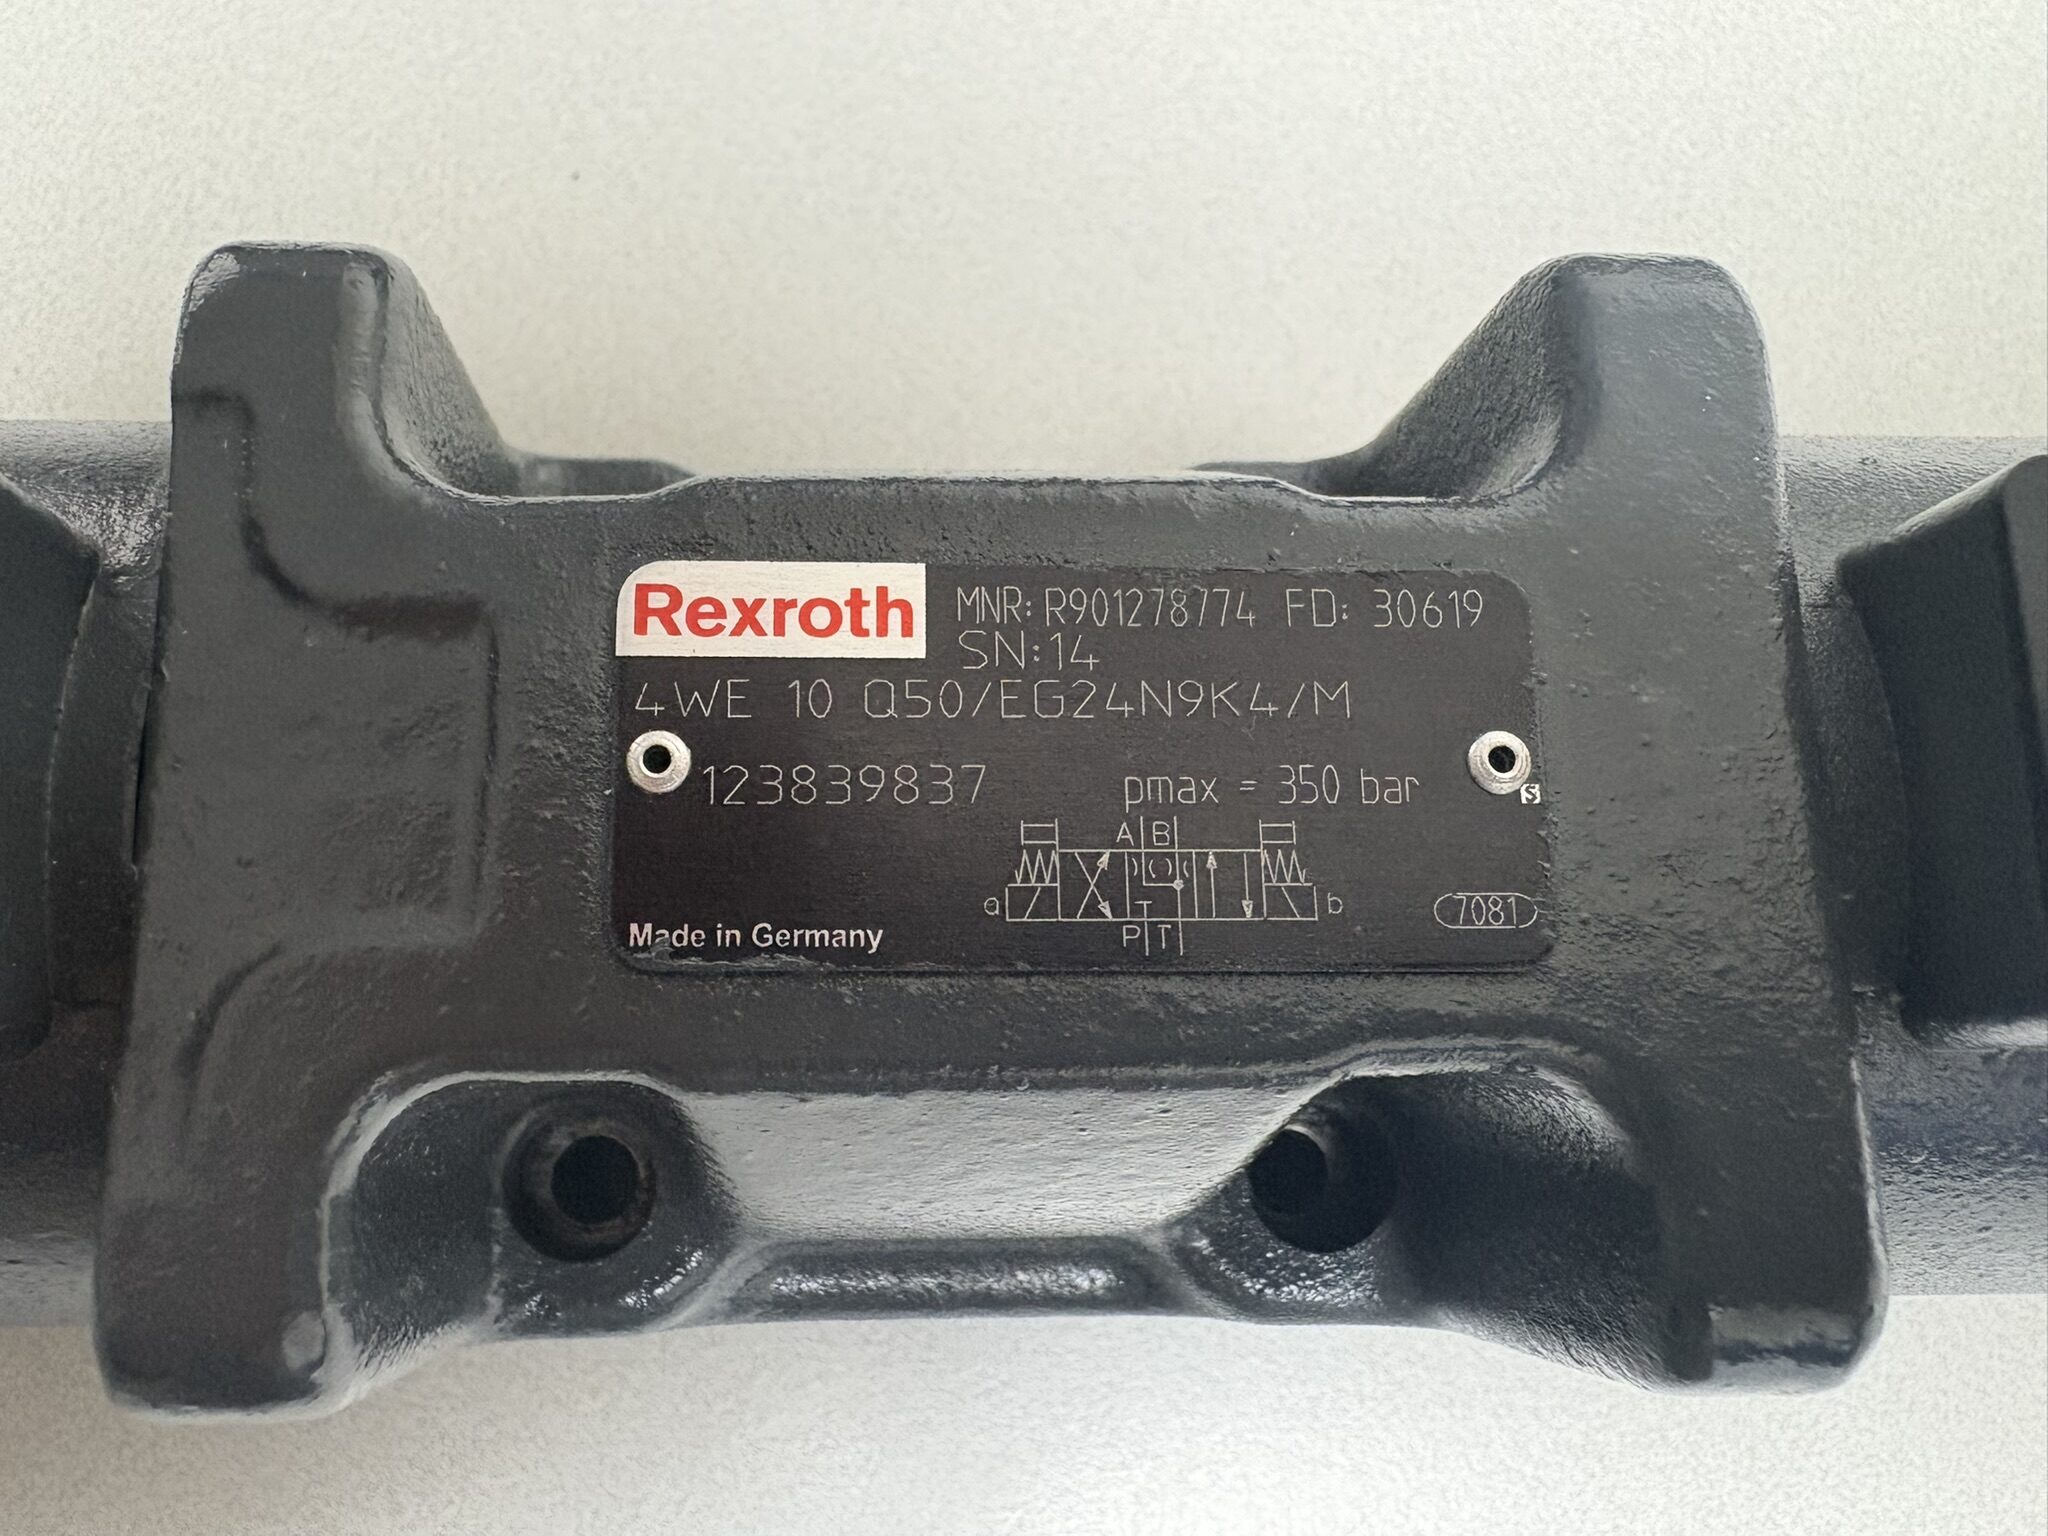 Rexroth MNR: R901278774 FD: 30619
SN:14
4WE 10 Q50/EG24N9K4/M
123839837 pmax = 350 bar
S
A B
a b
7081
P T
Made in Germany